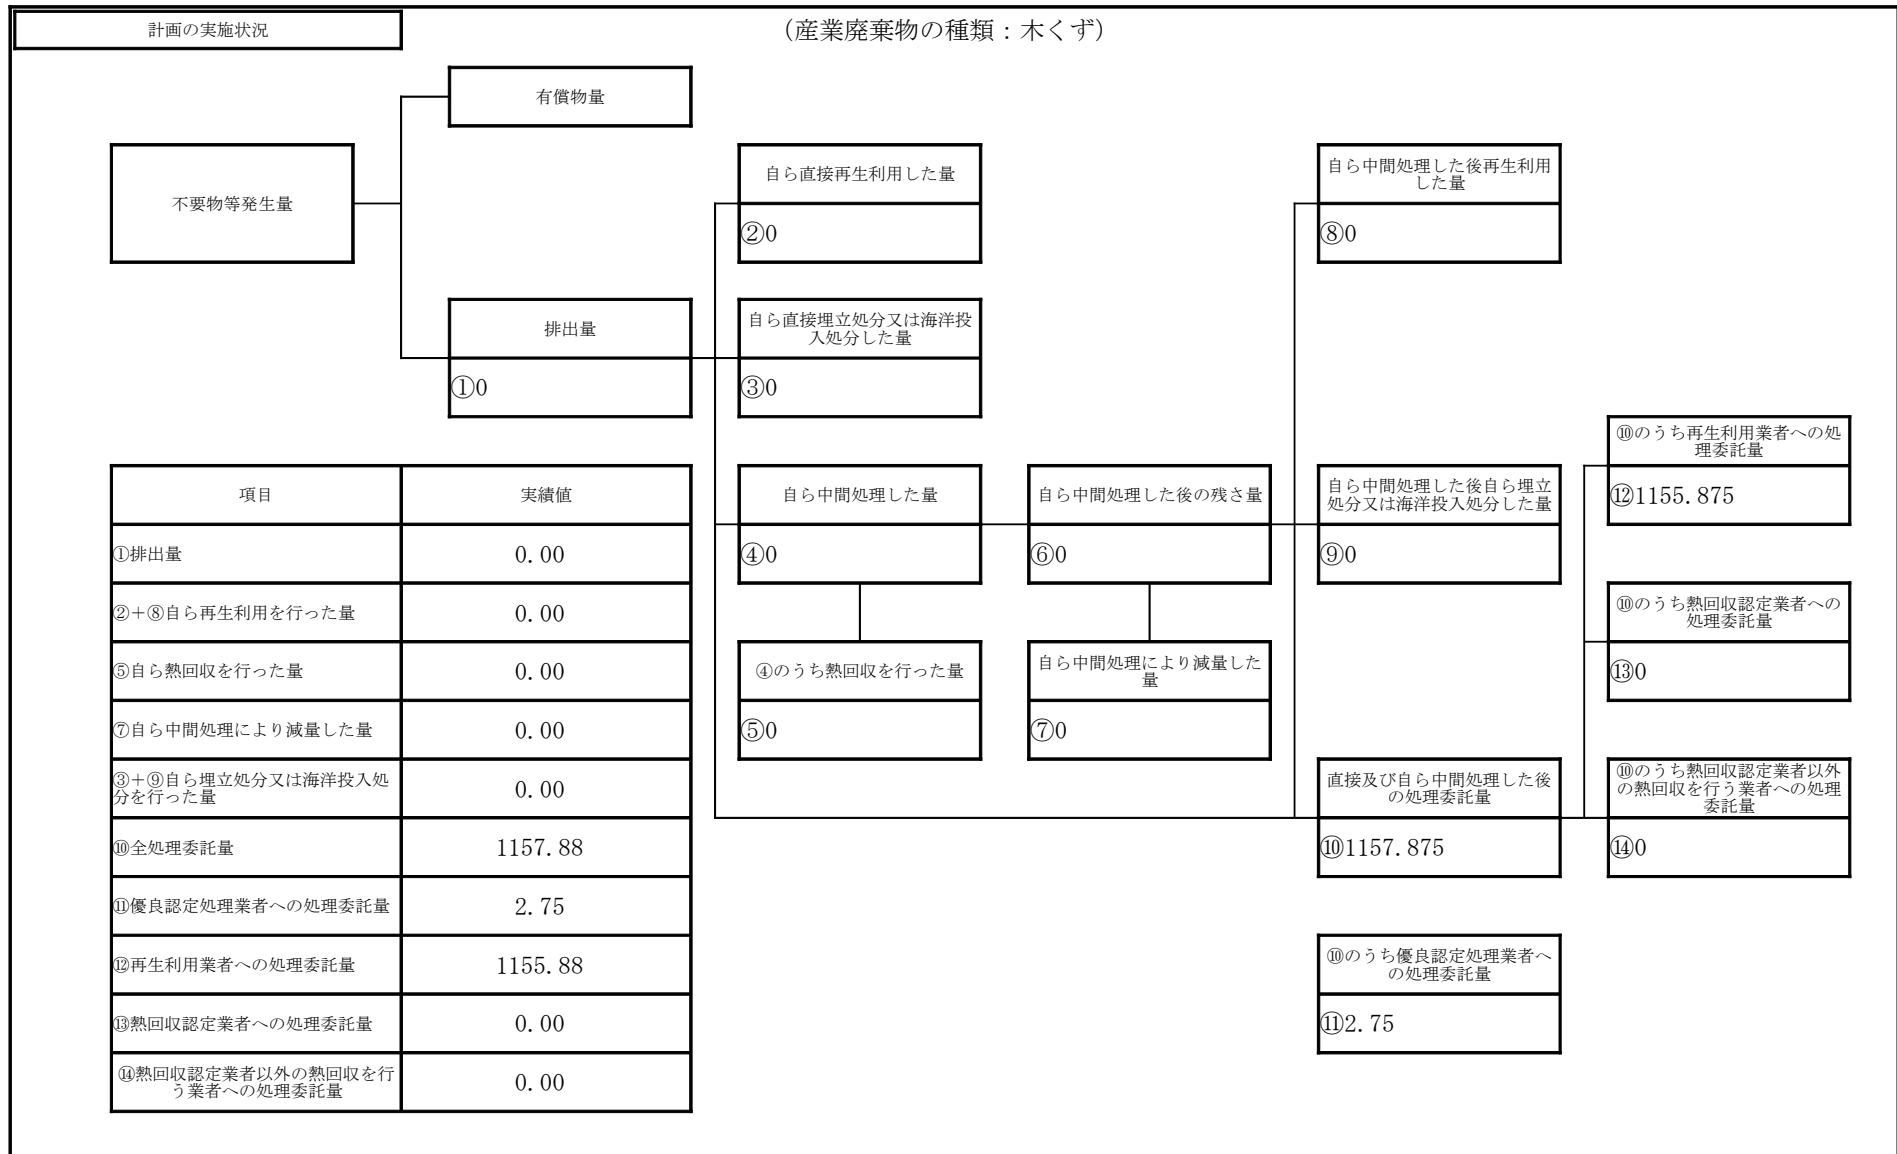 計画の実施状況
（産業廃棄物の種類：木くず）
有償物量
不要物等発生量
自ら直接再生利用した量
②0
自ら中間処理した後再生利用
した量
⑧0
排出量
①0
自ら直接埋立処分又は海洋投
入処分した量
③0
⑩のうち再生利用業者への処
理委託量
⑫1155.875
自ら中間処理した量
④0
自ら中間処理した後の残さ量
⑥0
自ら中間処理した後自ら埋立
処分又は海洋投入処分した量
⑨0
⑩のうち熱回収認定業者への
処理委託量
⑬0
④のうち熱回収を行った量
⑤0
自ら中間処理により減量した
量
⑦0
直接及び自ら中間処理した後
の処理委託量
⑩1157.875
⑩のうち熱回収認定業者以外
の熱回収を行う業者への処理
委託量
⑭0
⑩のうち優良認定処理業者へ
の処理委託量
⑪2.75
項目 実績値
①排出量 0.00
②＋⑧自ら再生利用を行った量 0.00
⑤自ら熱回収を行った量 0.00
⑦自ら中間処理により減量した量 0.00
③＋⑨自ら埋立処分又は海洋投入処
分を行った量 0.00
⑩全処理委託量 1157.88
⑪優良認定処理業者への処理委託量 2.75
⑫再生利用業者への処理委託量 1155.88
⑬熱回収認定業者への処理委託量 0.00
⑭熱回収認定業者以外の熱回収を行
う業者への処理委託量 0.00